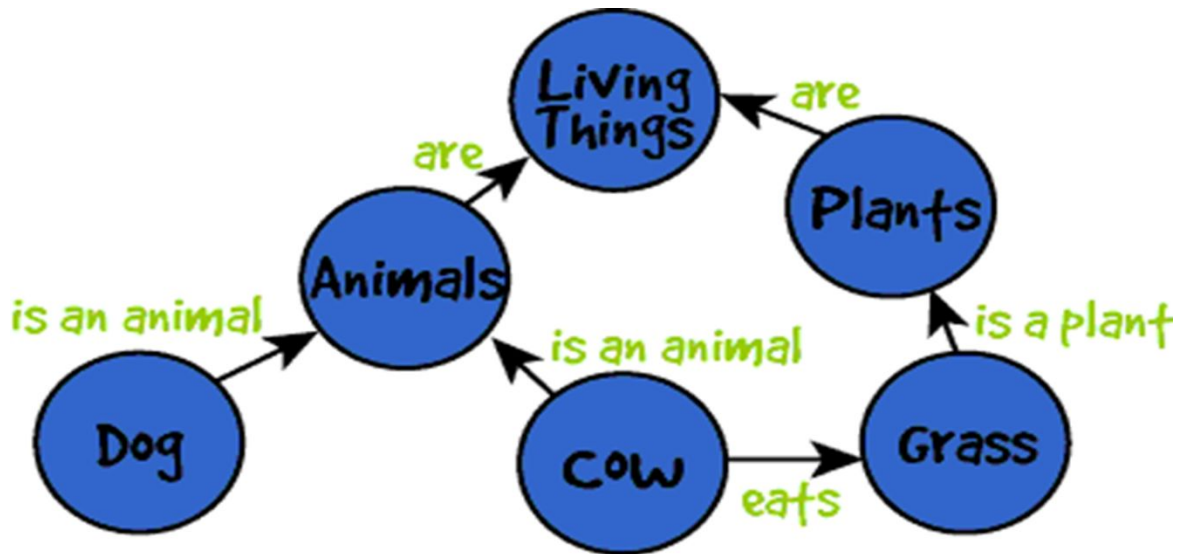 Living
Things
are
are
Plants
Animals
is an animal
is an animal
is a plant
Dog
Cow
Grass
eats